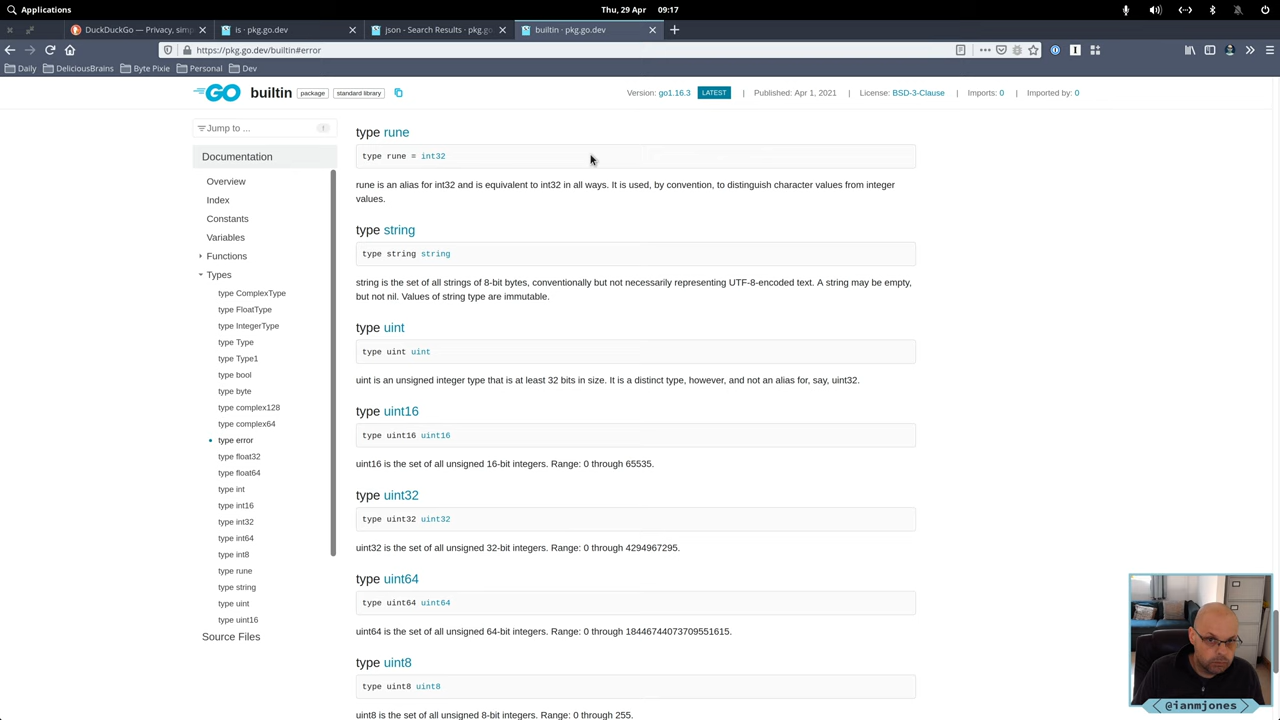 Applications
Thu, 29 Apr
09:17
DuckDuckGo — Privacy, simp
is · pkg.go.dev
json - Search Results · pkg.go
builtin · pkg.go.dev
https://pkg.go.dev/builtin#error
Daily
DeliciousBrains
Byte Pixie
Personal
Dev
GO
builtin
package
standard library
Version: go1.16.3
LATEST
| Published: Apr 1, 2021
| License: BSD-3-Clause
| Imports: 0
| Imported by: 0
Jump to ...
f
Documentation
Overview
Index
Constants
Variables
Functions
Types
type ComplexType
type FloatType
type IntegerType
type Type
type Type1
type bool
type byte
type complex128
type complex64
type error
type float32
type float64
type int
type int16
type int32
type int64
type int8
type rune
type string
type uint
type uint16
Source Files
type rune
type rune = int32
rune is an alias for int32 and is equivalent to int32 in all ways. It is used, by convention, to distinguish character values from integer
values.
type string
type string string
string is the set of all strings of 8-bit bytes, conventionally but not necessarily representing UTF-8-encoded text. A string may be empty,
but not nil. Values of string type are immutable.
type uint
type uint uint
uint is an unsigned integer type that is at least 32 bits in size. It is a distinct type, however, and not an alias for, say, uint32.
type uint16
type uint16 uint16
uint16 is the set of all unsigned 16-bit integers. Range: 0 through 65535.
type uint32
type uint32 uint32
uint32 is the set of all unsigned 32-bit integers. Range: 0 through 4294967295.
type uint64
type uint64 uint64
uint64 is the set of all unsigned 64-bit integers. Range: 0 through 18446744073709551615.
type uint8
type uint8 uint8
uint8 is the set of all unsigned 8-bit integers. Range: 0 through 255.
@ianmjones